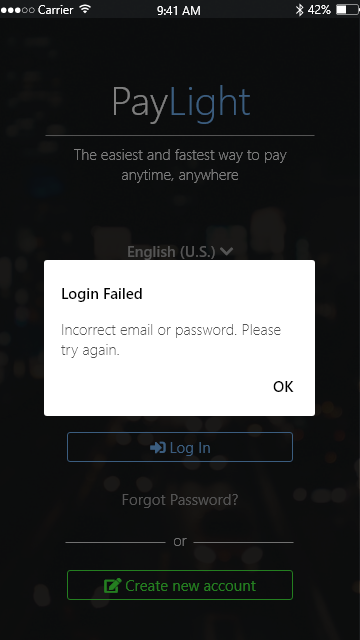 Carrier 9:41 AM 42%
PayLight
The easiest and fastest way to pay
anytime, anywhere
English (U.S.)
Login Failed
Incorrect email or password. Please
try again.
OK
Log In
Forgot Password?
or
Create new account